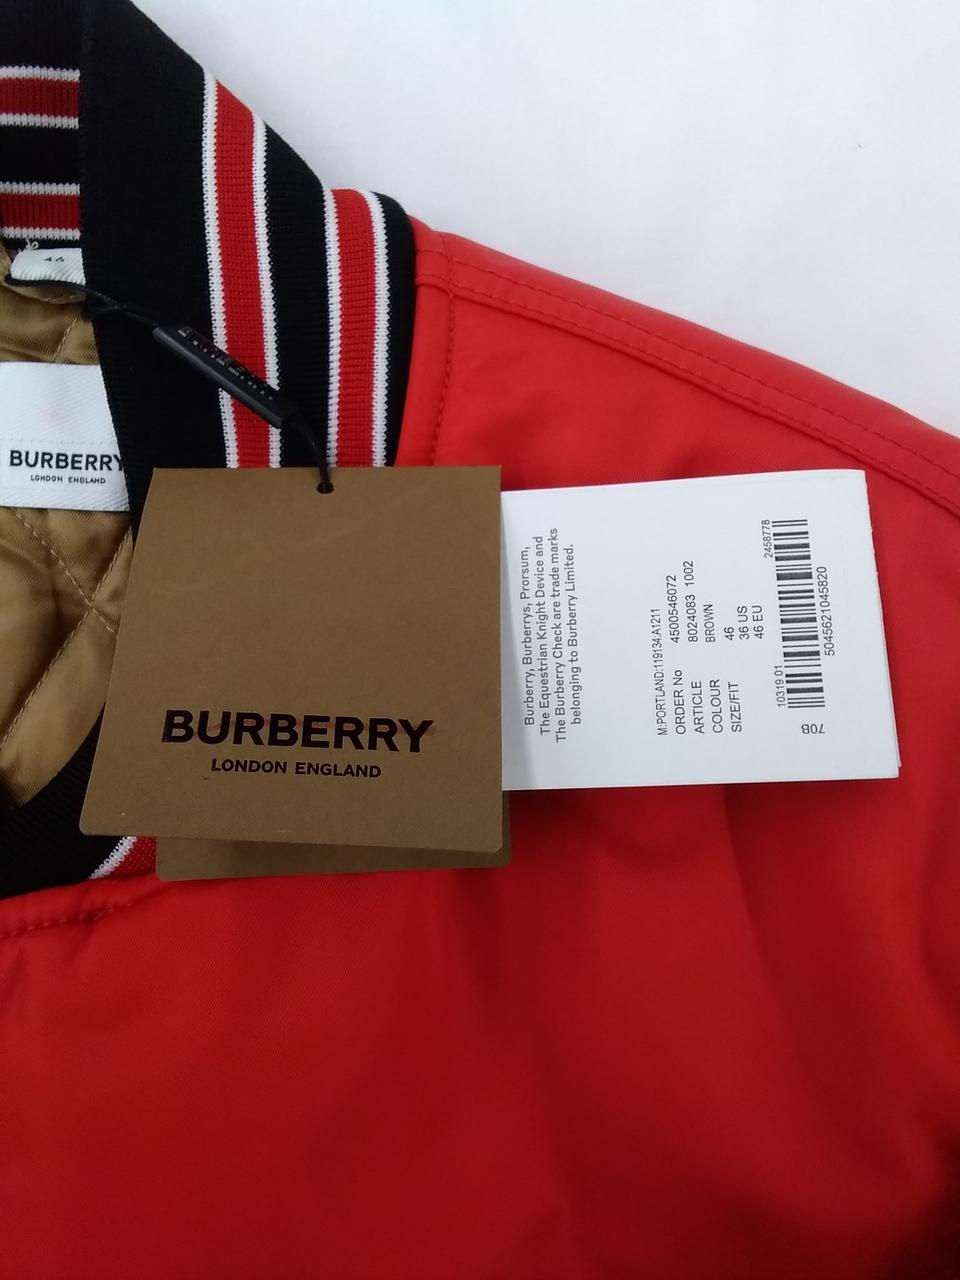 46
BURBERRY
LONDON ENGLAND
BURBERRY
LONDON ENGLAND
Burberry, Burberrys, Prorsum,
The Equestrian Knight Device and
The Burberry Check are trade marks
belonging to Burberry Limited.
M:PORTLAND:119134:A1211
ORDER No 4500546072
ARTICLE 8024083 1002
COLOUR BROWN
SIZE/FIT 46
36 US
46 EU
2458778
10319 01
5045621045820
70B